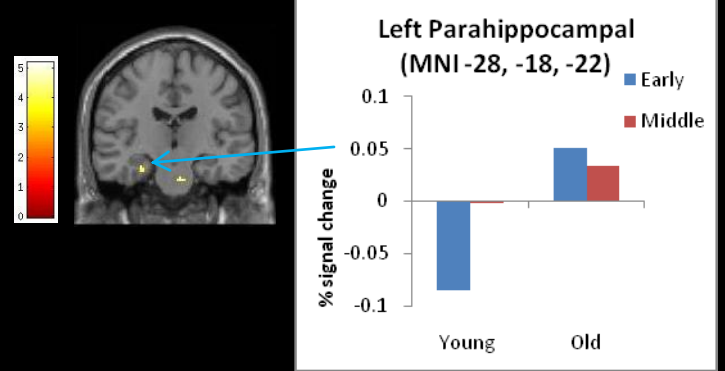 5
4
3
2
1
0
Left Parahippocampal
(MNI -28, -18, -22)
Early
Middle
% signal change
0.1
0.05
0
-0.05
-0.1
Young Old